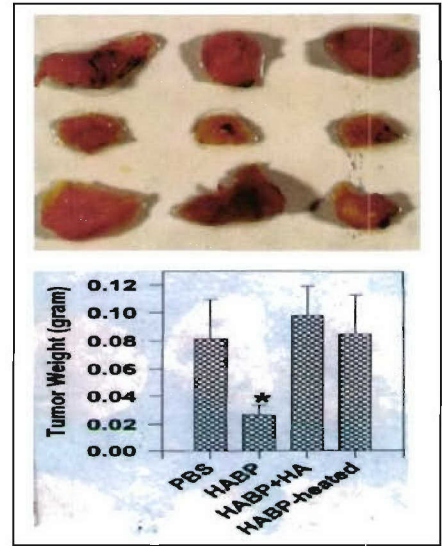 0.12
0.10
0.08
0.06
0.04
0.02
0.00
Tumor Weight (gram)
*
PBS
HABP
HABP+HA
HABP-heated